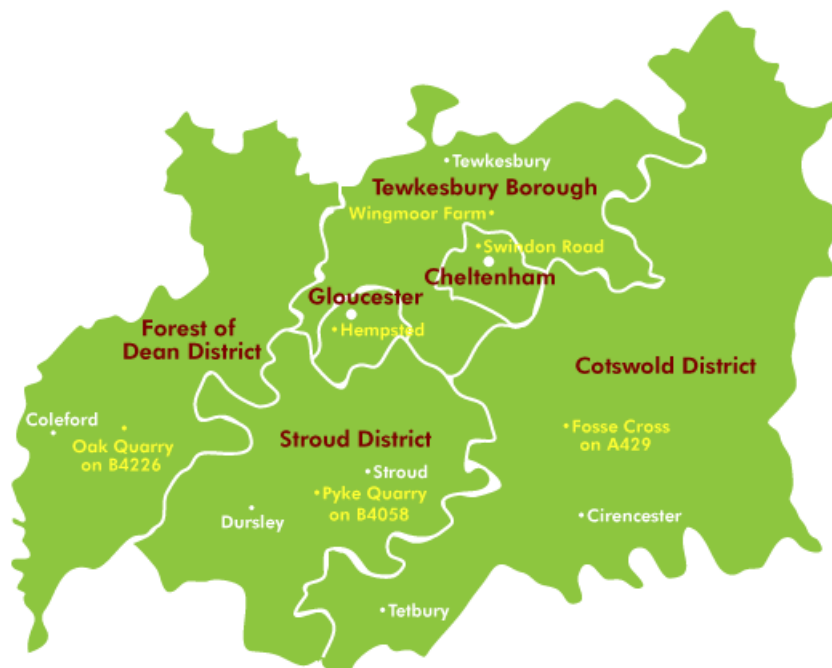 Tewkesbury
Tewkesbury Borough
Wingmoor Farm
Swindon Road
Cheltenham
Gloucester
Hempsted
Forest of
Dean District
Cotswold District
Coleford
Oak Quarry
on B4226
Stroud District
Fosse Cross
on A429
Stroud
Pyke Quarry
on B4058
Dursley
Cirencester
Tetbury